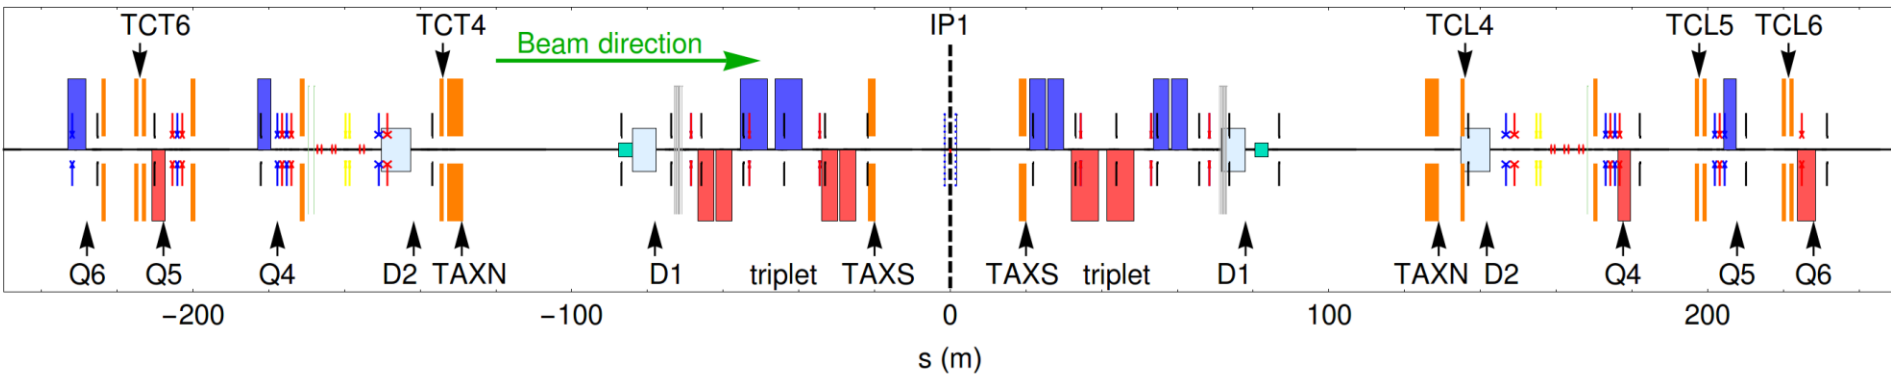 TCT6 TCT4 IP1 TCL4 TCL5 TCL6
Beam direction
Q6 Q5 Q4 D2 TAXN D1 triplet TAXS TAXS triplet D1 TAXN D2 Q4 Q5 Q6
−200 −100 0 100 200
s (m)